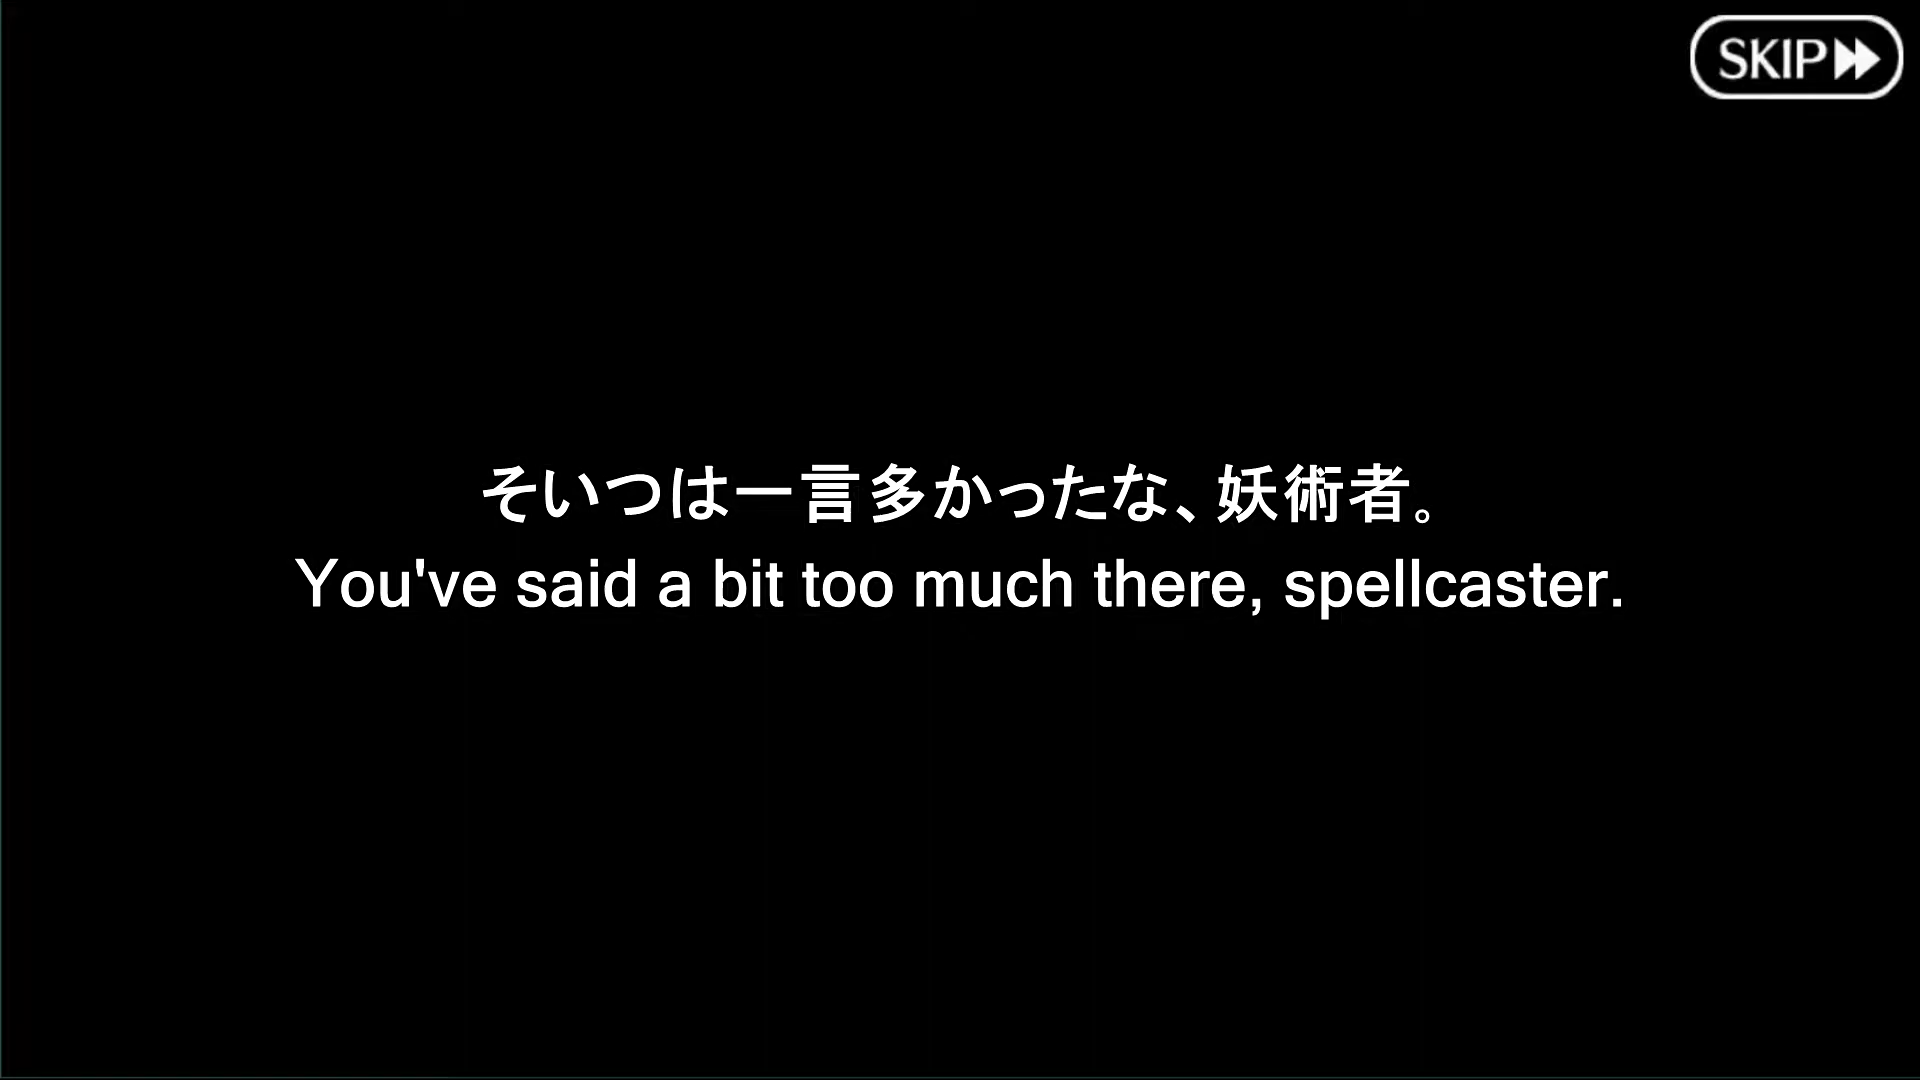 SKIP
そいつは一言多かったな、妖術者。
You've said a bit too much there, spellcaster.